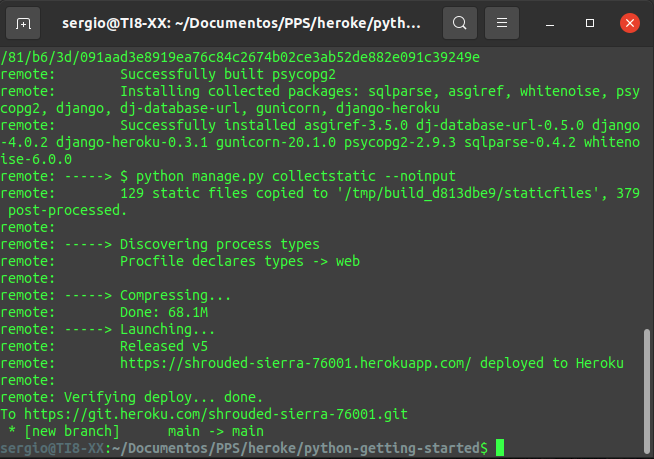 sergio@TI8-XX: ~/Documentos/PPS/heroke/pyth...
/81/b6/3d/091aad3e8919ea76c84c2674b02ce3ab52de882e091c39249e
remote:        Successfully built psycopg2
remote:        Installing collected packages: sqlparse, asgiref, whitenoise, psy
copg2, django, dj-database-url, gunicorn, django-heroku
remote:        Successfully installed asgiref-3.5.0 dj-database-url-0.5.0 django
-4.0.2 django-heroku-0.3.1 gunicorn-20.1.0 psycopg2-2.9.3 sqlparse-0.4.2 whiteno
ise-6.0.0
remote: -----> $ python manage.py collectstatic --noinput
remote:        129 static files copied to '/tmp/build_d813dbe9/staticfiles', 379
 post-processed.
remote:
remote: -----> Discovering process types
remote:        Procfile declares types -> web
remote:
remote: -----> Compressing...
remote:        Done: 68.1M
remote: -----> Launching...
remote:        Released v5
remote:        https://shrouded-sierra-76001.herokuapp.com/ deployed to Heroku
remote:
remote: Verifying deploy... done.
To https://git.heroku.com/shrouded-sierra-76001.git
 * [new branch]      main -> main
sergio@TI8-XX:~/Documentos/PPS/heroke/python-getting-started$